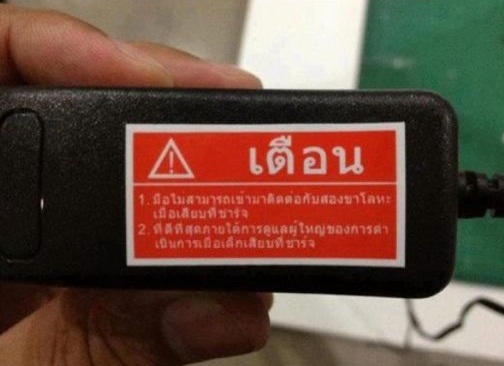 เตือน
1. มือไม่สามารถเข้ามาติดต่อกับสองขาโลหะ
เมื่อเสียบที่ชาร์จ
2. ที่ดีที่สุดภายใต้การดูแลผู้ใหญ่ของการดำ
เนินการเมื่อเด็กเสียบที่ชาร์จ